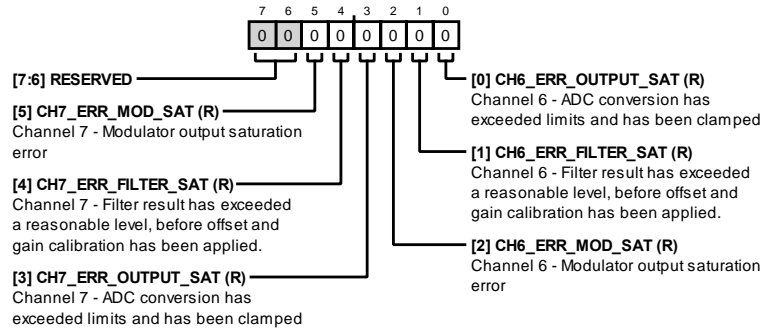 7 6 5 4 3 2 1 0
0 0 0 0 0 0 0 0
[7:6] RESERVED
[5] CH7_ERR_MOD_SAT (R)
Channel 7 - Modulator output saturation
error
[4] CH7_ERR_FILTER_SAT (R)
Channel 7 - Filter result has exceeded
a reasonable level, before offset and
gain calibration has been applied.
[3] CH7_ERR_OUTPUT_SAT (R)
Channel 7 - ADC conversion has
exceeded limits and has been clamped
[0] CH6_ERR_OUTPUT_SAT (R)
Channel 6 - ADC conversion has
exceeded limits and has been clamped
[1] CH6_ERR_FILTER_SAT (R)
Channel 6 - Filter result has exceeded
a reasonable level, before offset and
gain calibration has been applied.
[2] CH6_ERR_MOD_SAT (R)
Channel 6 - Modulator output saturation
error